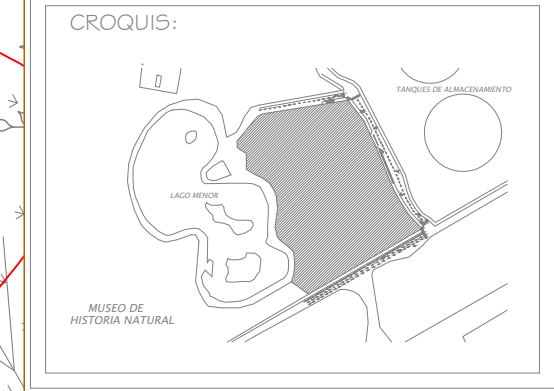 CROQUIS:
TANQUES DE ALMACENAMIENTO
LAGO MENOR
MUSEO DE
HISTORIA NATURAL